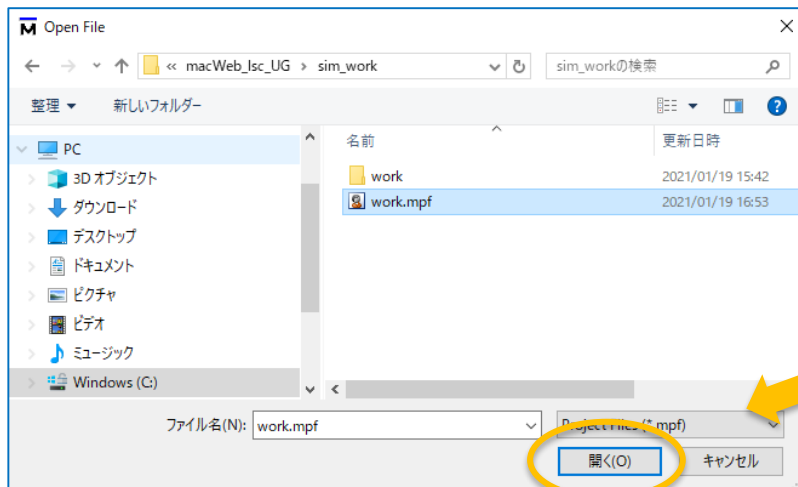 Open File
« macWeb_lsc_UG › sim_work
sim_workの検索
整理
新しいフォルダー
PC
3D オブジェクト
ダウンロード
デスクトップ
ドキュメント
ピクチャ
ビデオ
ミュージック
Windows (C:)
名前
更新日時
work
2021/01/19 15:42
work.mpf
2021/01/19 16:53
ファイル名(N):
work.mpf
Project Files (*.mpf)
開く(O)
キャンセル